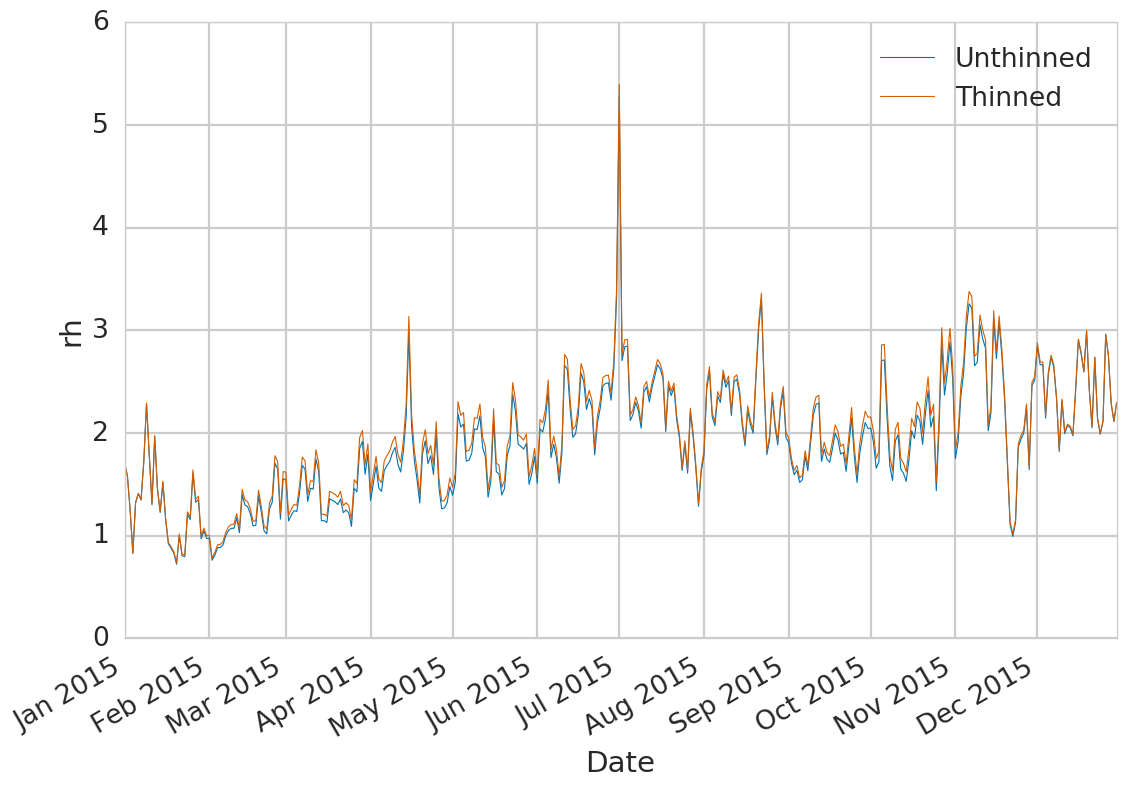 6
5
4
3
2
1
0
rh
Unthinned
Thinned
Jan 2015
Feb 2015
Mar 2015
Apr 2015
May 2015
Jun 2015
Jul 2015
Aug 2015
Sep 2015
Oct 2015
Nov 2015
Dec 2015
Date